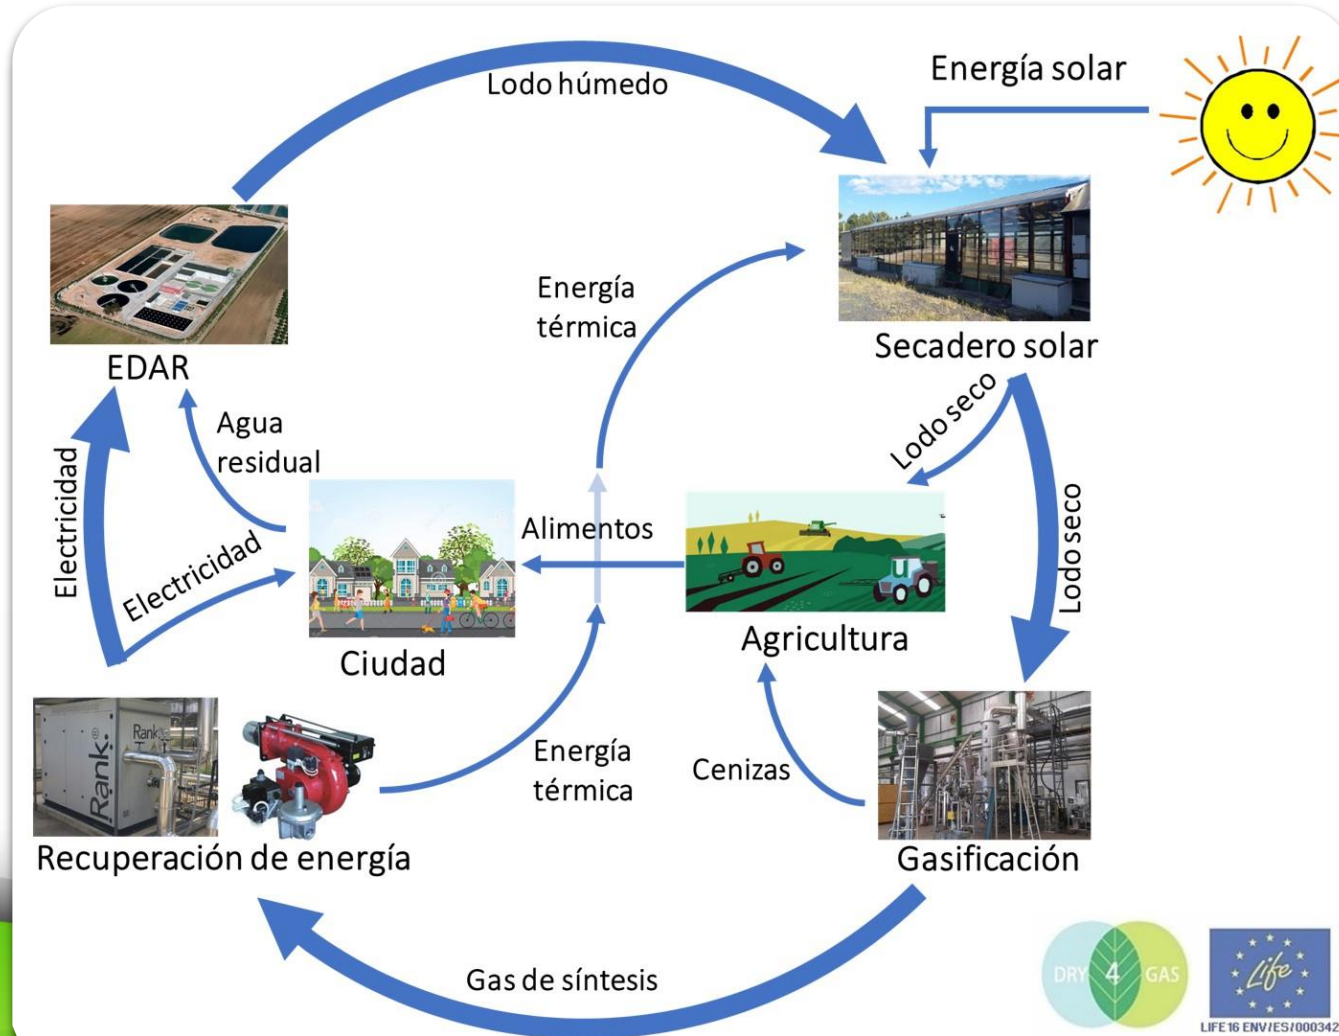 Lodo húmedo
Energía solar
Energía
térmica
Secadero solar
EDAR
Agua
residual
Lodo seco
Lodo seco
Electricidad
Electricidad
Alimentos
Ciudad
Agricultura
Energía
térmica
Cenizas
Rank.
Rank.
Recuperación de energía
Gasificación
Gas de síntesis
DRY 4 GAS
Life
LIFE16 ENV/ES/000342